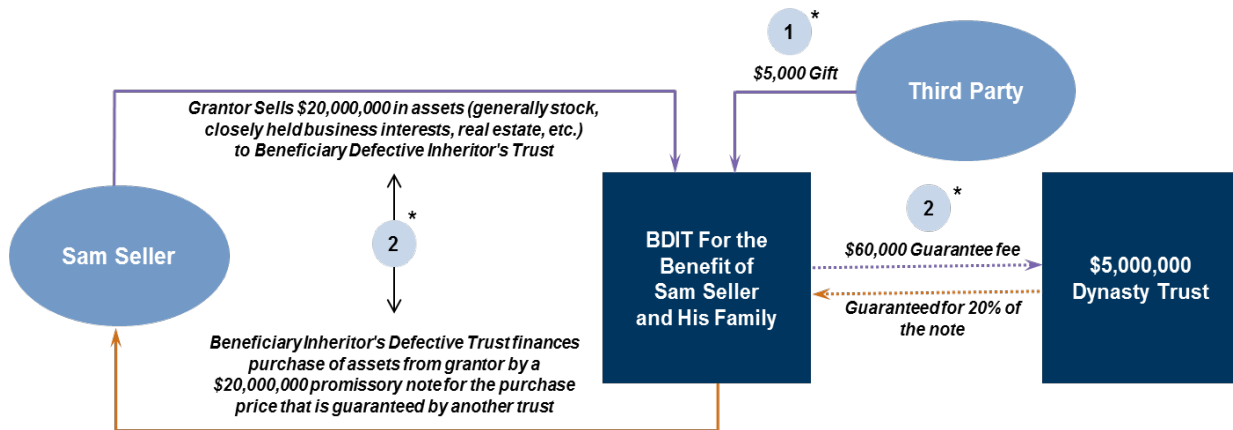 1 *
$5,000 Gift
Third Party
Grantor Sells $20,000,000 in assets (generally stock,
closely held business interests, real estate, etc.)
to Beneficiary Defective Inheritor's Trust
2 *
Sam Seller
BDIT For the
Benefit of
Sam Seller
and His Family
2 *
$60,000 Guarantee fee
Guaranteed for 20% of
the note
$5,000,000
Dynasty Trust
Beneficiary Inheritor's Defective Trust finances
purchase of assets from grantor by a
$20,000,000 promissory note for the purchase
price that is guaranteed by another trust